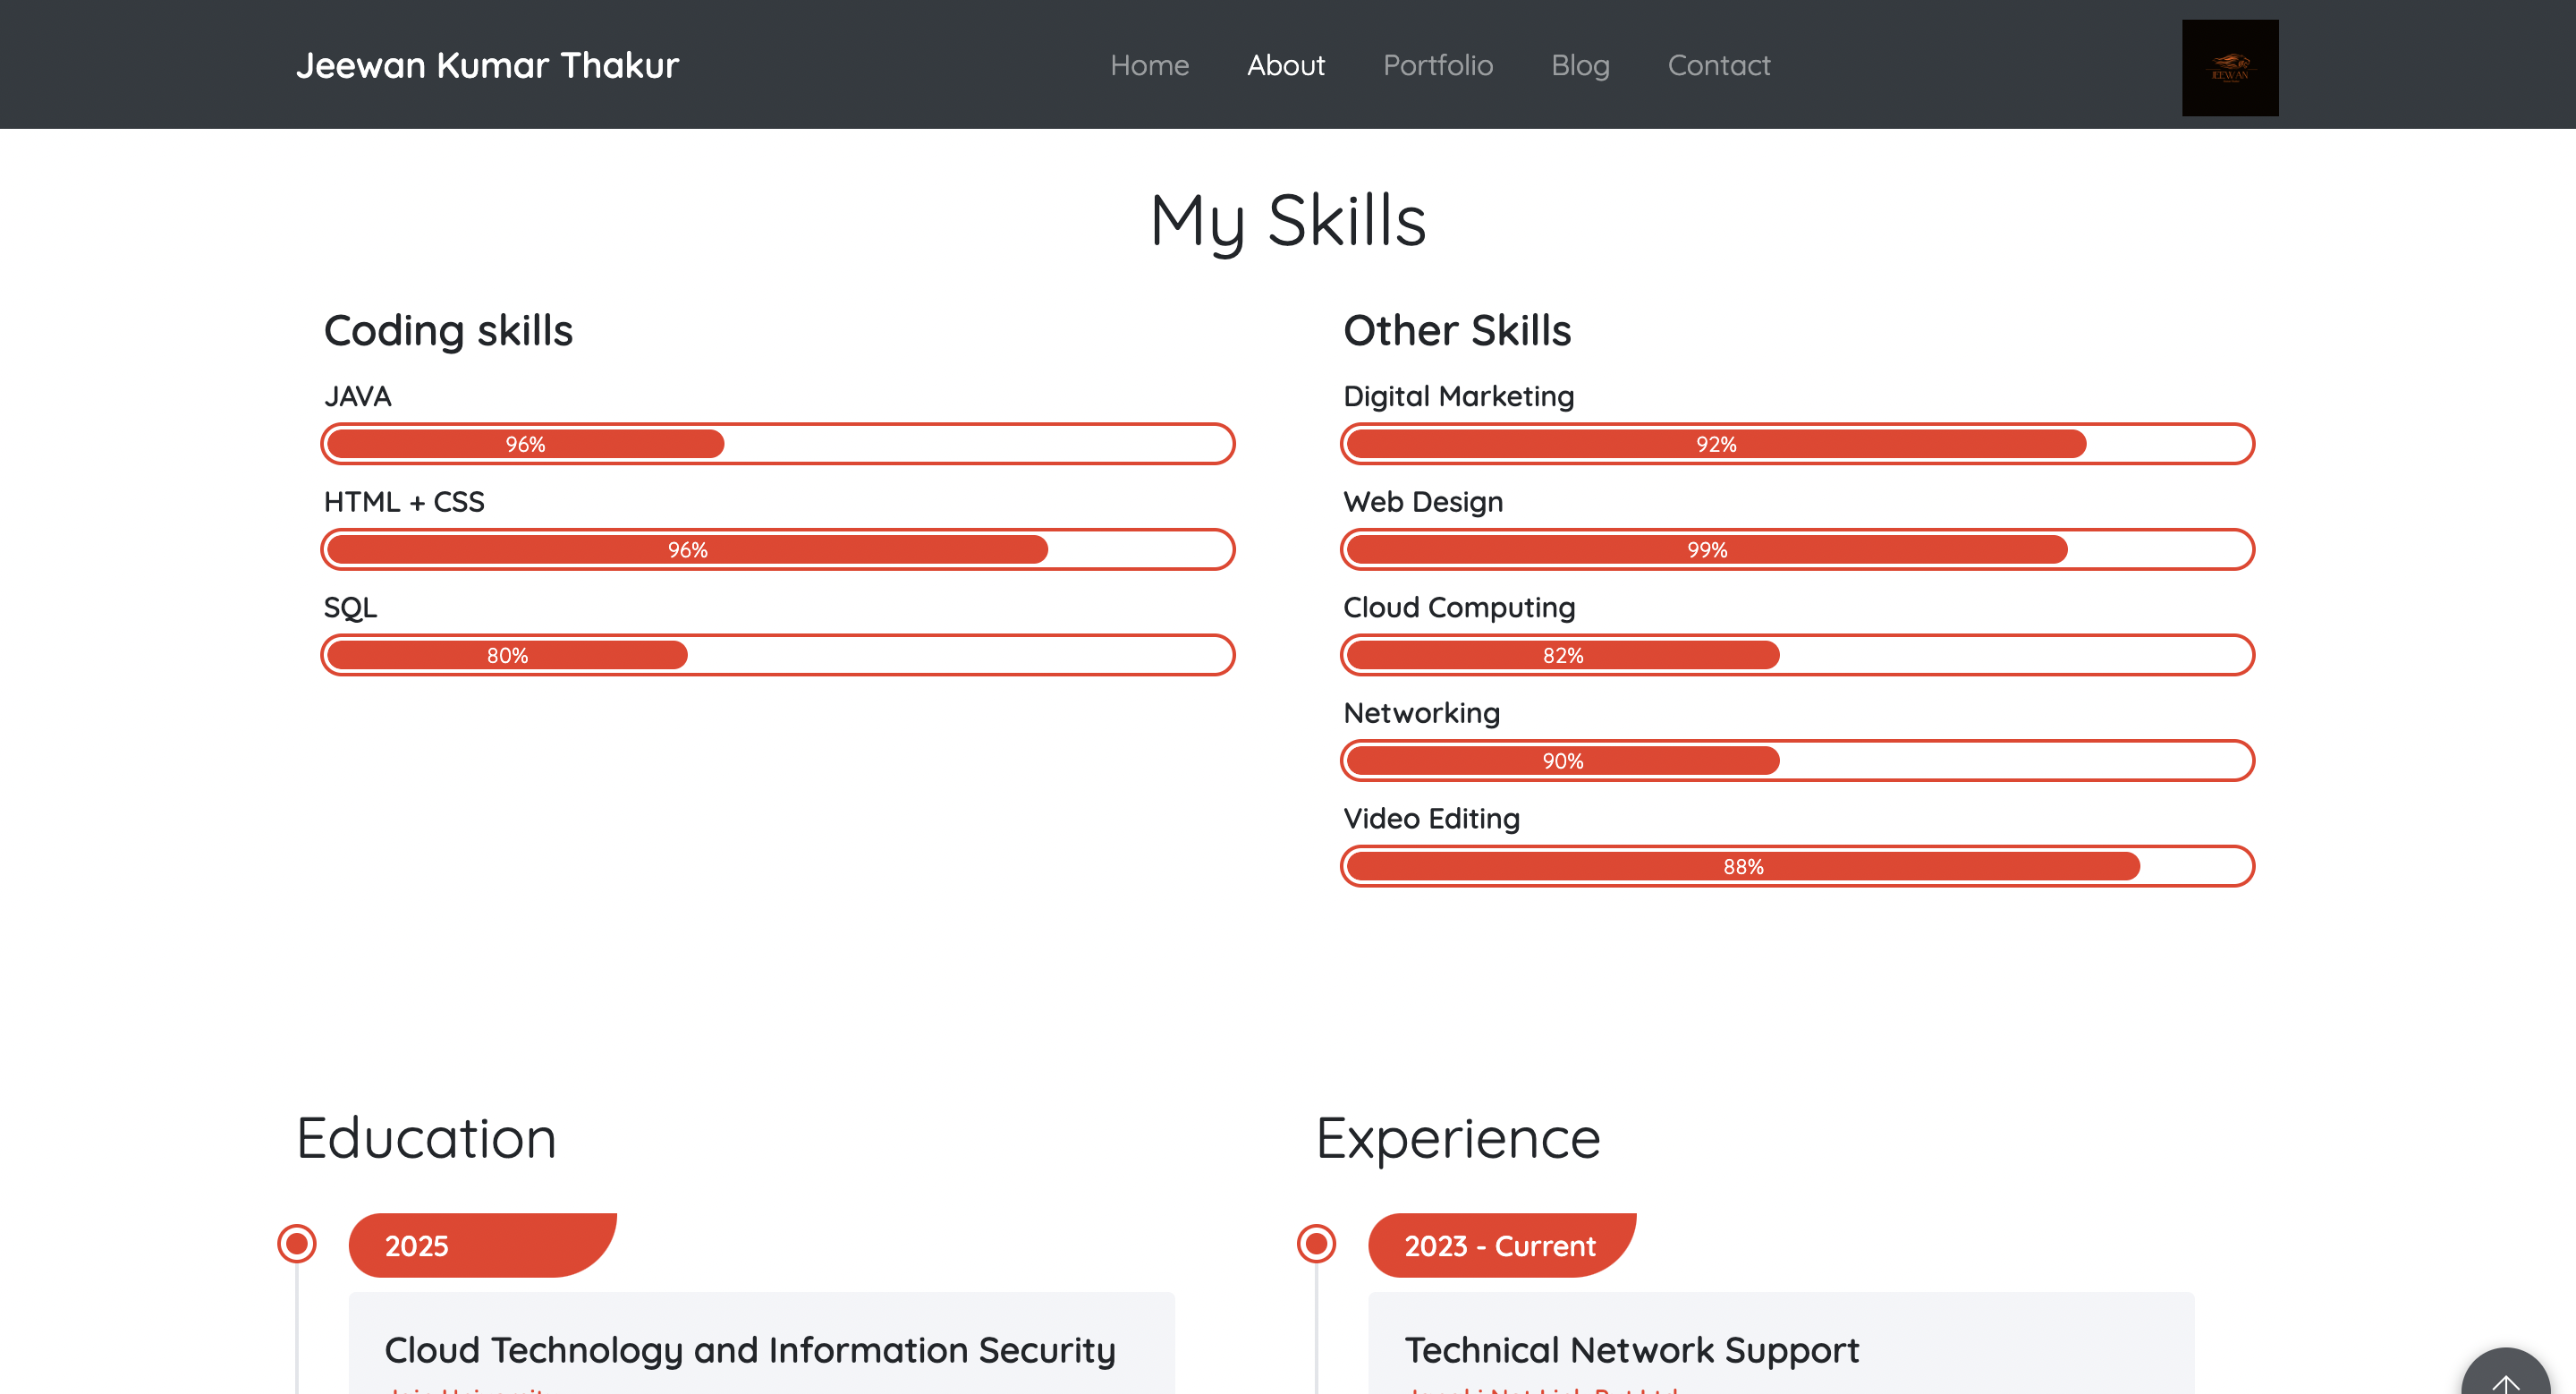 Jeewan Kumar Thakur
Home About Portfolio Blog Contact
JEEWAN
My Skills
Coding skills
JAVA
96%
HTML + CSS
96%
SQL
80%
Other Skills
Digital Marketing
92%
Web Design
99%
Cloud Computing
82%
Networking
90%
Video Editing
88%
Education
2025
Cloud Technology and Information Security
Experience
2023 - Current
Technical Network Support